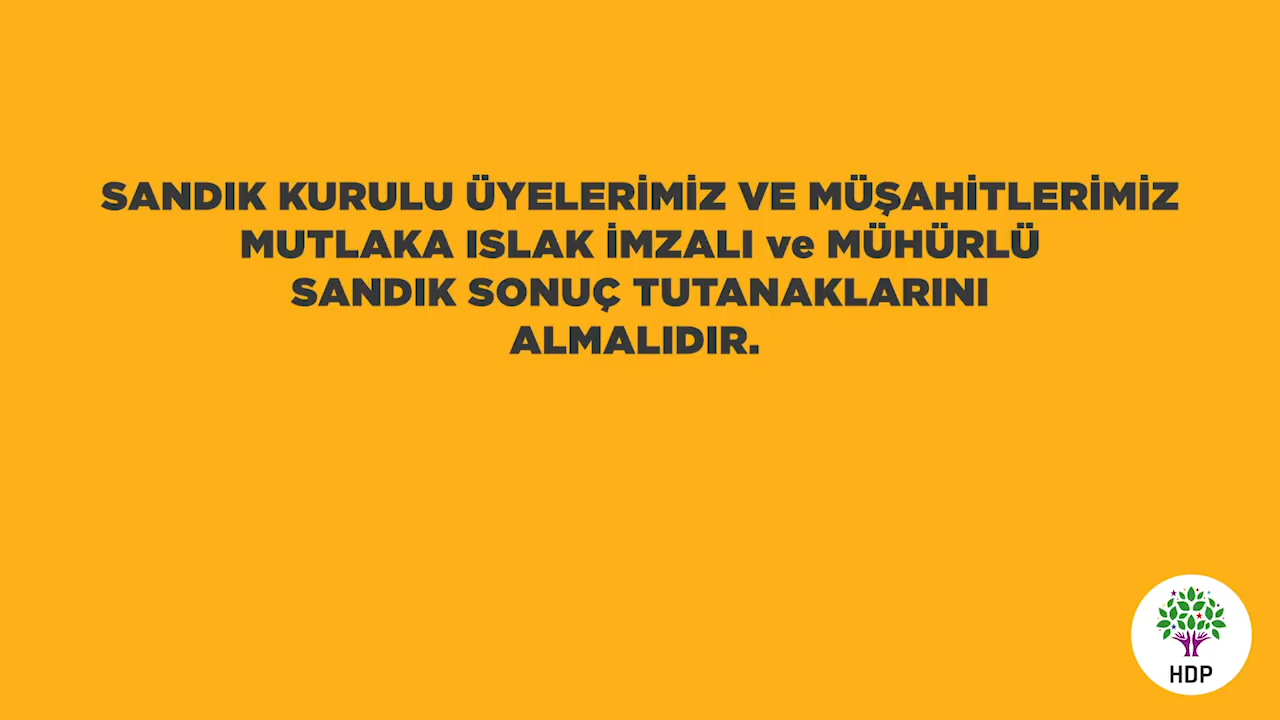 SANDIK KURULU ÜYELERİMİZ VE MÜŞAHİTLERİMİZ
MUTLAKA ISLAK İMZALI ve MÜHÜRLÜ
SANDIK SONUÇ TUTANAKLARINI
ALMALIDIR.
HDP